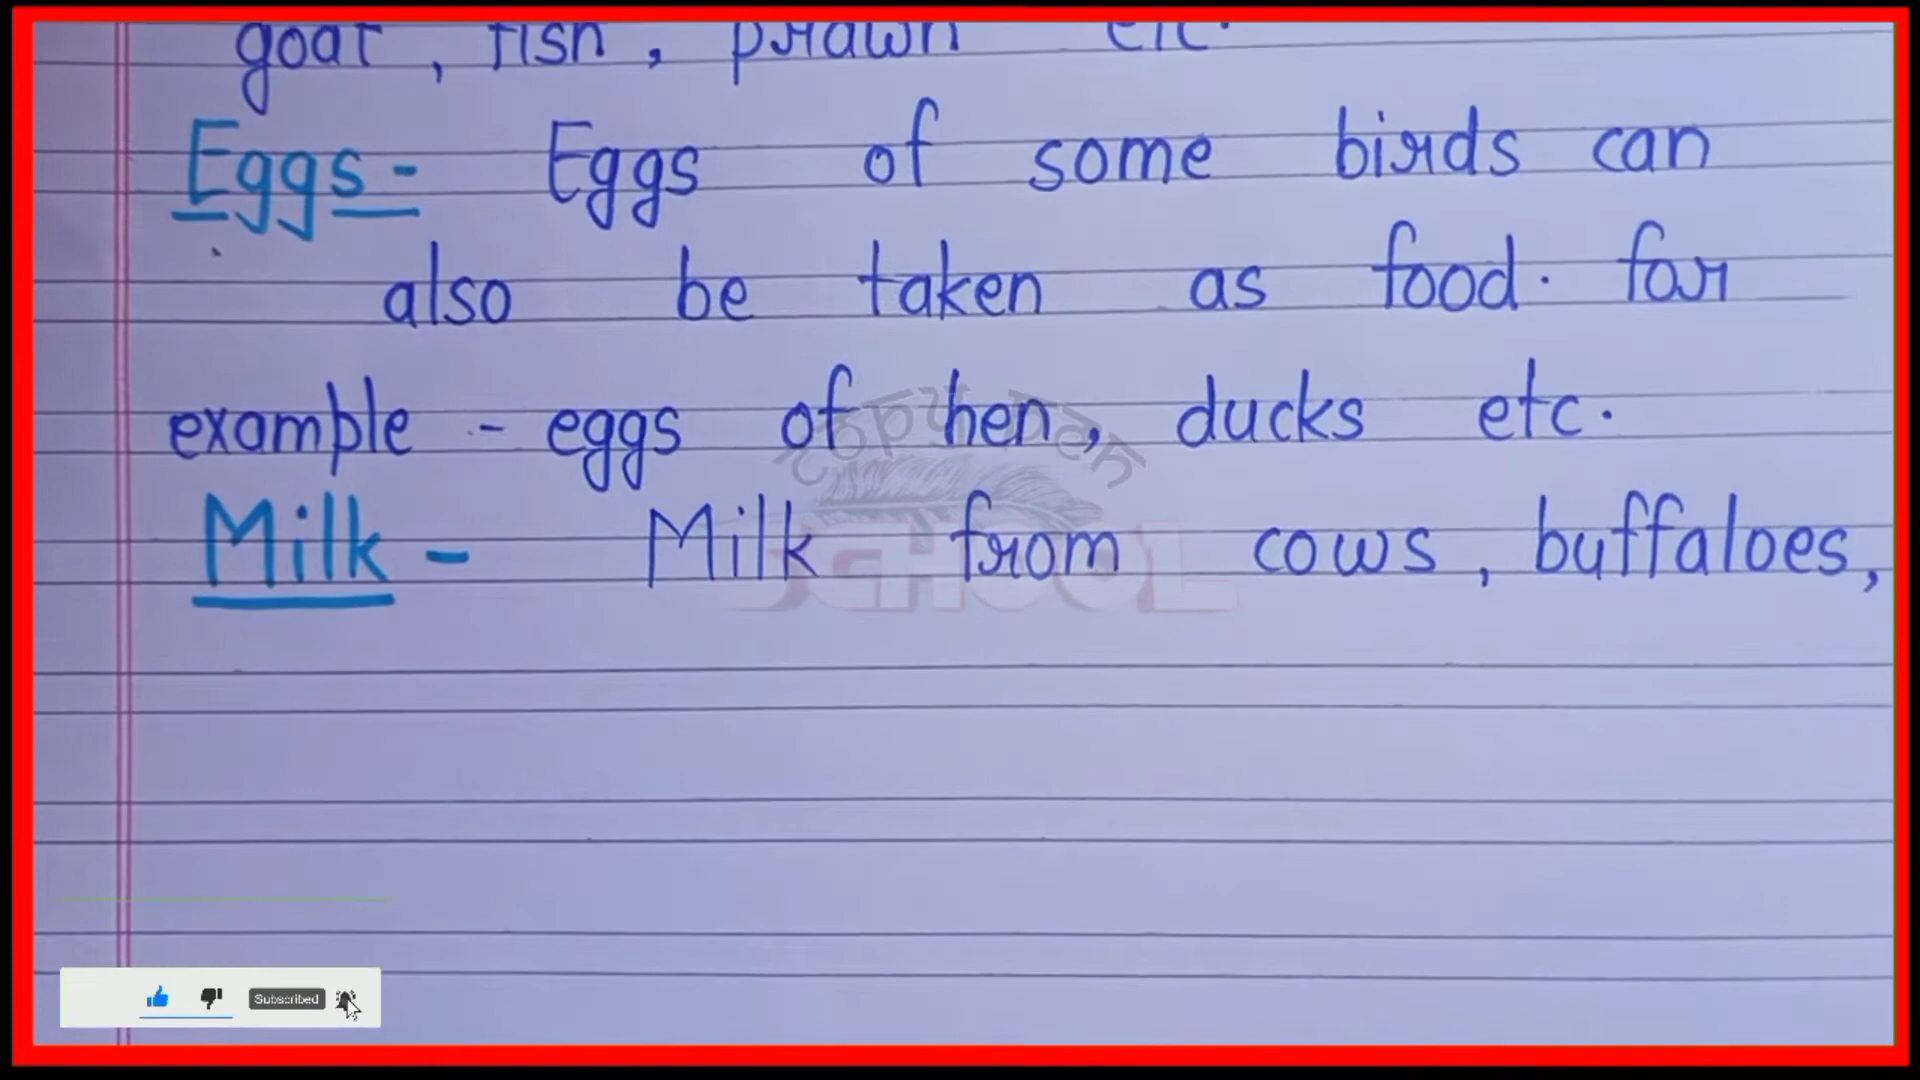 goat, fish, prawn etc.
Eggs - Eggs of some birds can
also be taken as food. for
example - eggs of hen, ducks etc.
Milk - Milk from cows, buffaloes,
SCHOOL
Subscribed